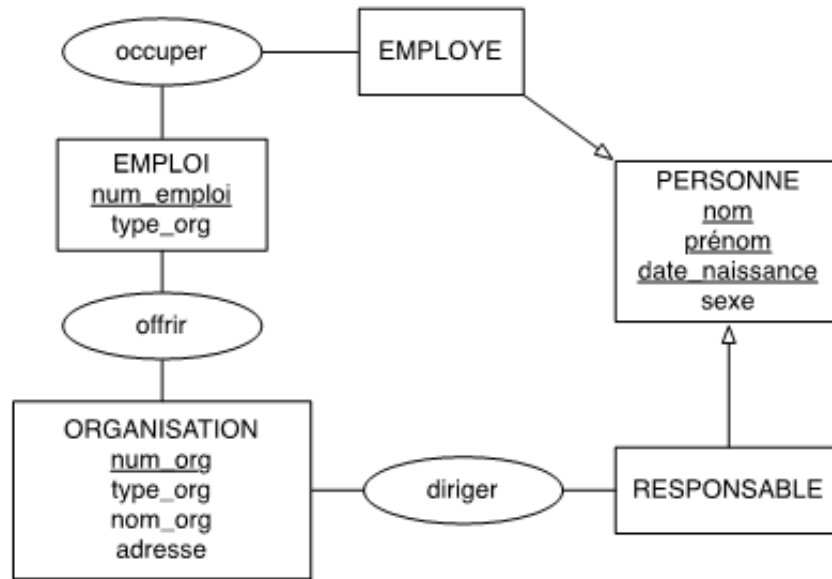 occuper
EMPLOYE
EMPLOI
num_emploi
type_org
PERSONNE
nom
prénom
date_naissance
sexe
offrir
ORGANISATION
num_org
type_org
nom_org
adresse
diriger
RESPONSABLE